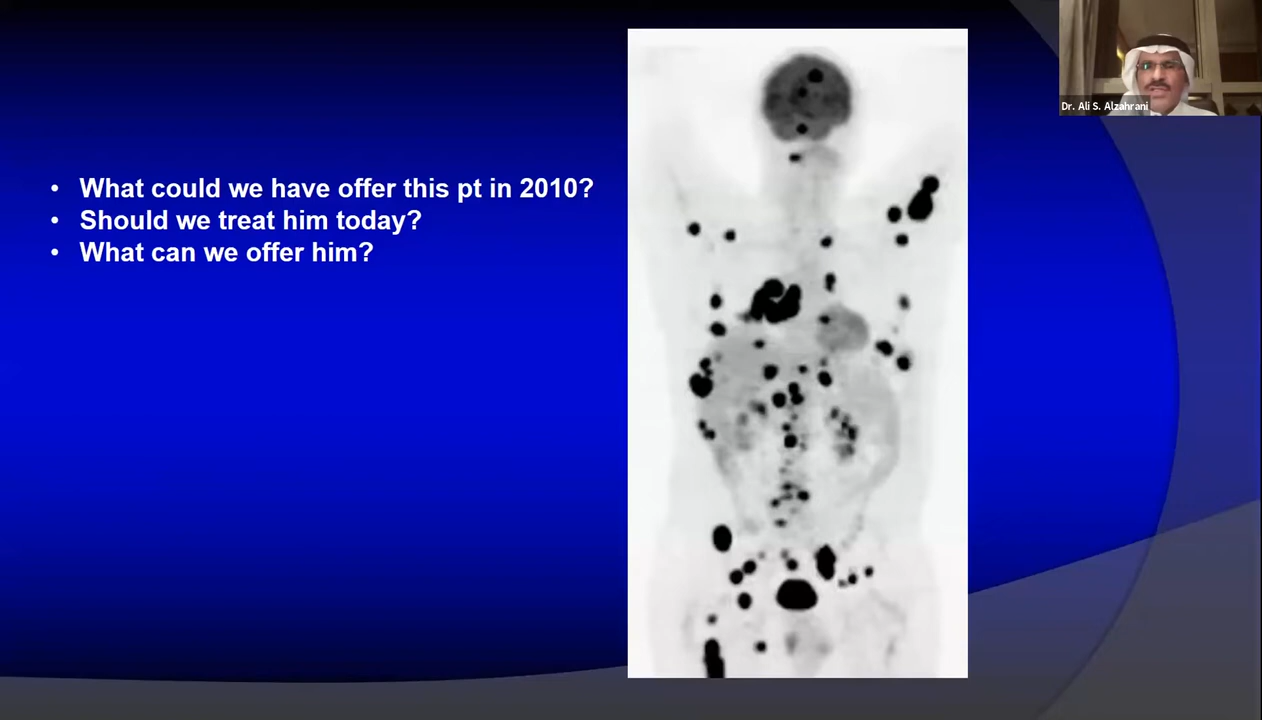 • What could we have offer this pt in 2010?
• Should we treat him today?
• What can we offer him?
Dr. Ali S. Alzahrani